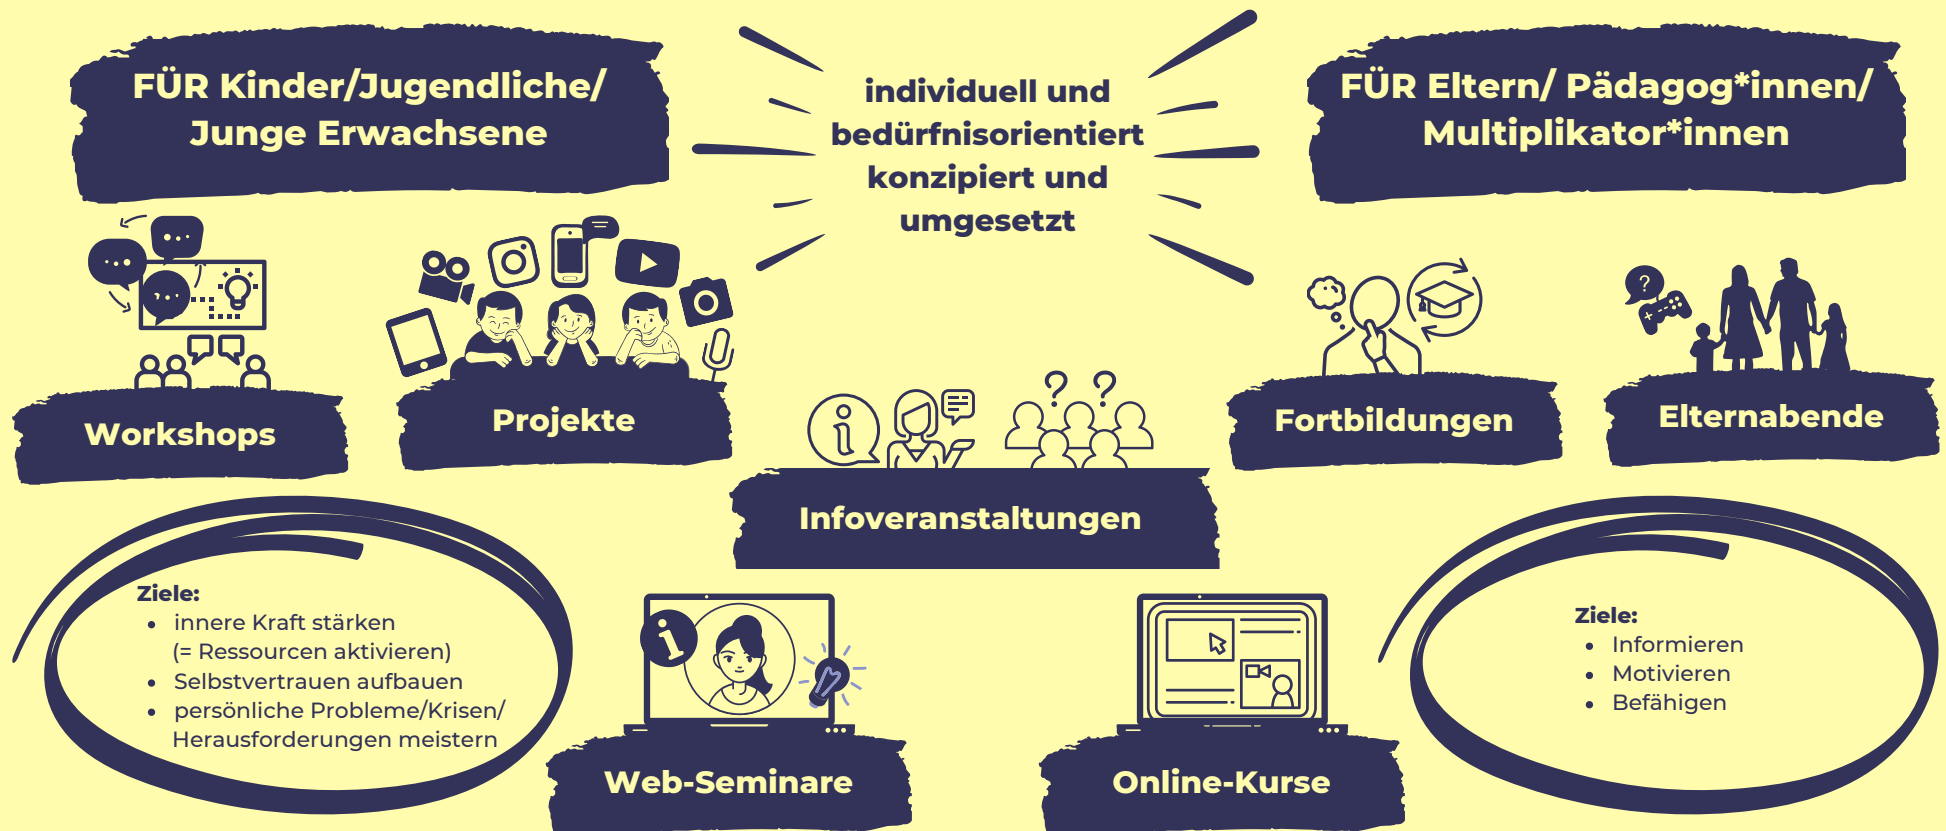 FÜR Kinder/Jugendliche/
Junge Erwachsene
individuell und
bedürfnisorientiert
konzipiert und
umgesetzt
FÜR Eltern/ Pädagog*innen/
Multiplikator*innen
Workshops
Projekte
Infoveranstaltungen
Fortbildungen
Elternabende
Ziele:
• innere Kraft stärken
(= Ressourcen aktivieren)
• Selbstvertrauen aufbauen
• persönliche Probleme/Krisen/
Herausforderungen meistern
Web-Seminare
Online-Kurse
Ziele:
• Informieren
• Motivieren
• Befähigen